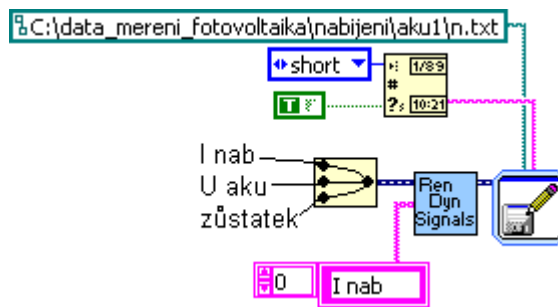 C:\data_mereni_fotovoltaika\nabijeni\aku1\n.txt
short
1/89
#
?s 10:21
T
I nab
U aku
zůstatek
Ren
Dyn
Signals
0
I nab